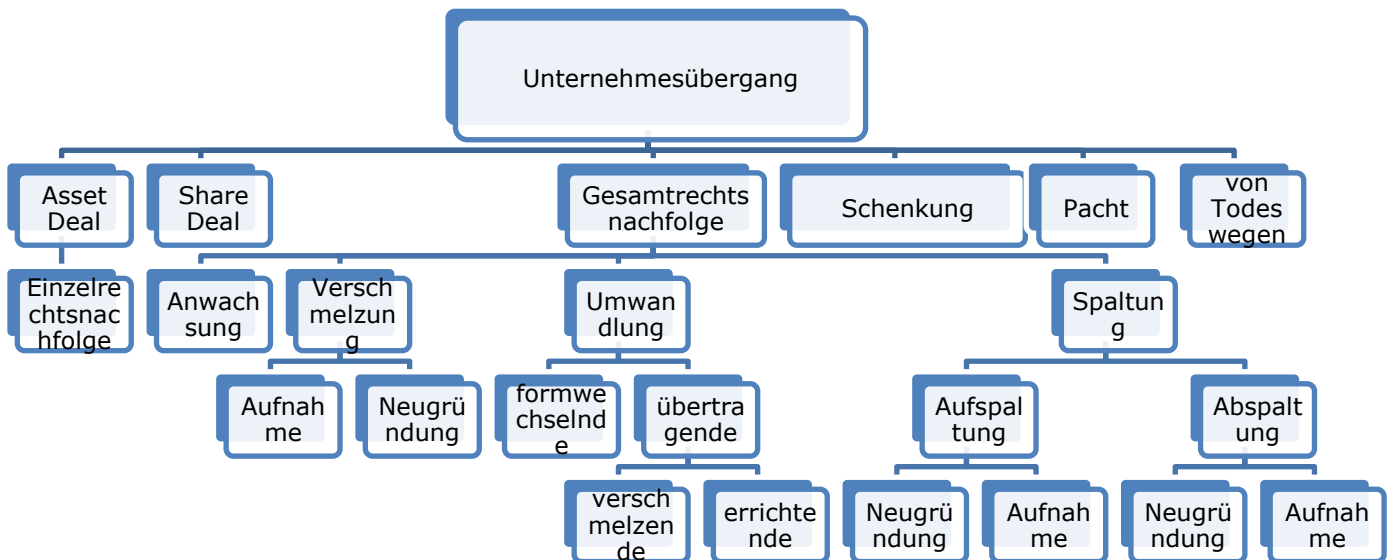 Unternehmesübergang
Asset
Deal
Share
Deal
Gesamtrechts
nachfolge
Schenkung
Pacht
von
Todes
wegen
Einzelre
chtsnac
hfolge
Anwach
sung
Versch
melzun
g
Umwan
dlung
Spaltun
g
Aufnah
me
Neugrü
ndung
formwe
chselnd
e
übertra
gende
Aufspal
tung
Abspalt
ung
versch
melzen
de
errichte
nde
Neugrü
ndung
Aufnah
me
Neugrü
ndung
Aufnah
me